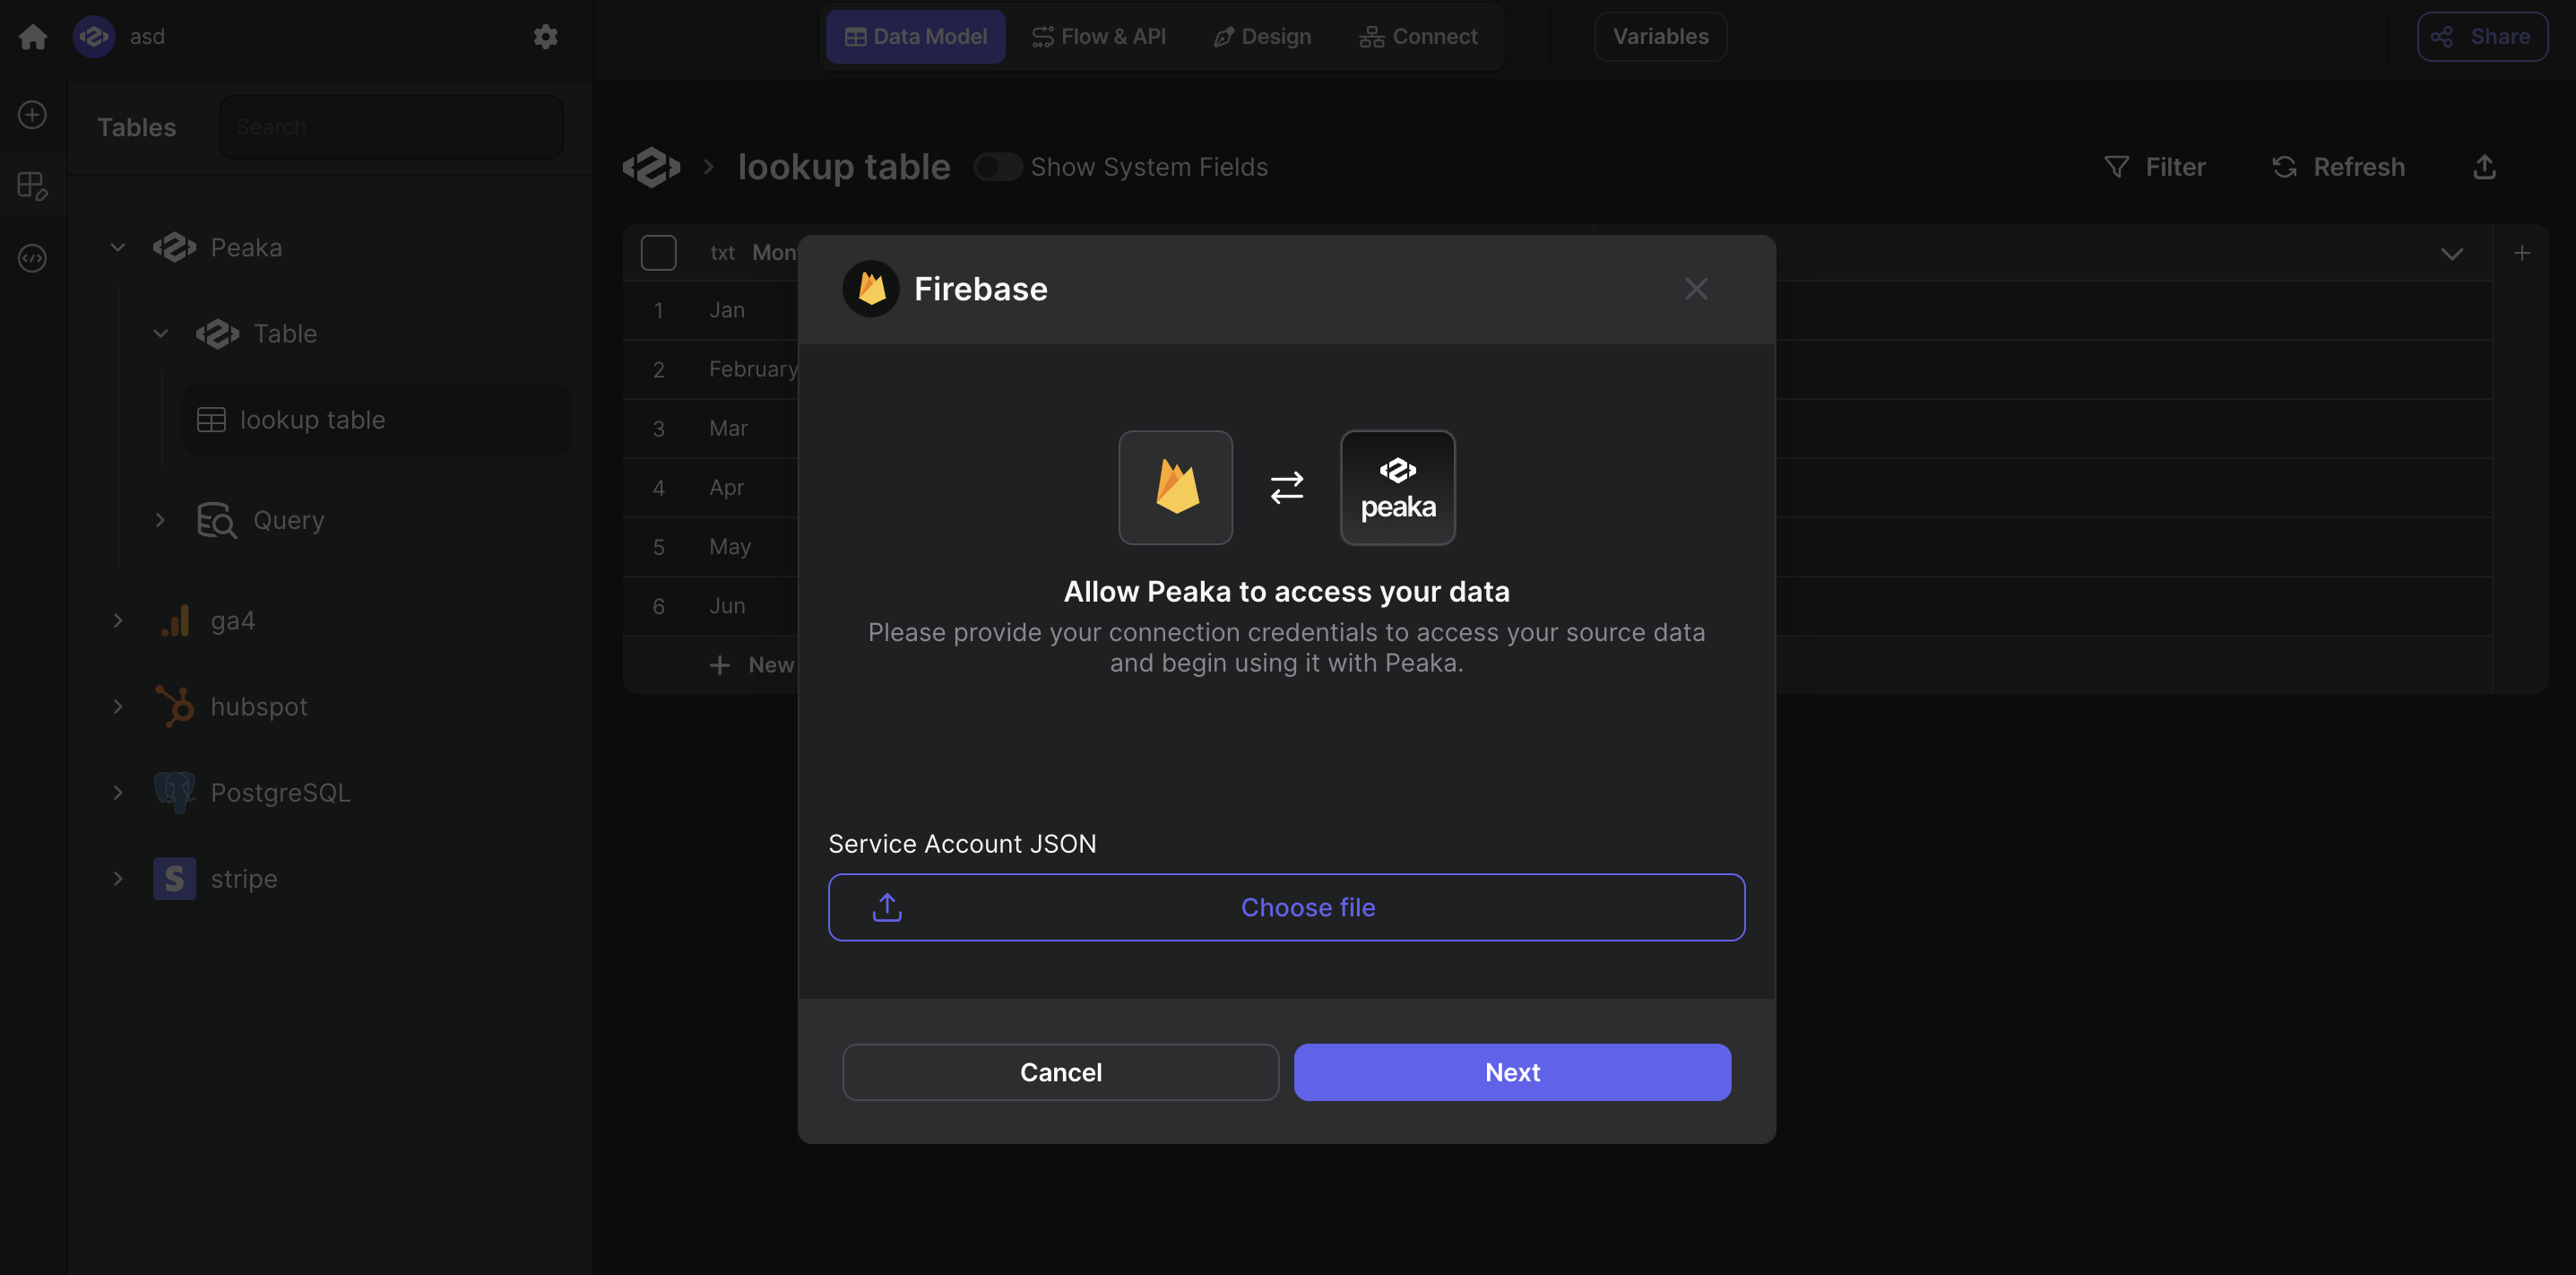 asd
Data Model
Flow & API
Design
Connect
Variables
Share
Tables
Search
lookup table
Show System Fields
Filter
Refresh
Peaka
Table
lookup table
Query
ga4
hubspot
PostgreSQL
stripe
txt
1 Jan
2 February
3 Mar
4 Apr
5 May
6 Jun
New
Firebase
peaka
Allow Peaka to access your data
Please provide your connection credentials to access your source data
and begin using it with Peaka.
Service Account JSON
Choose file
Cancel
Next